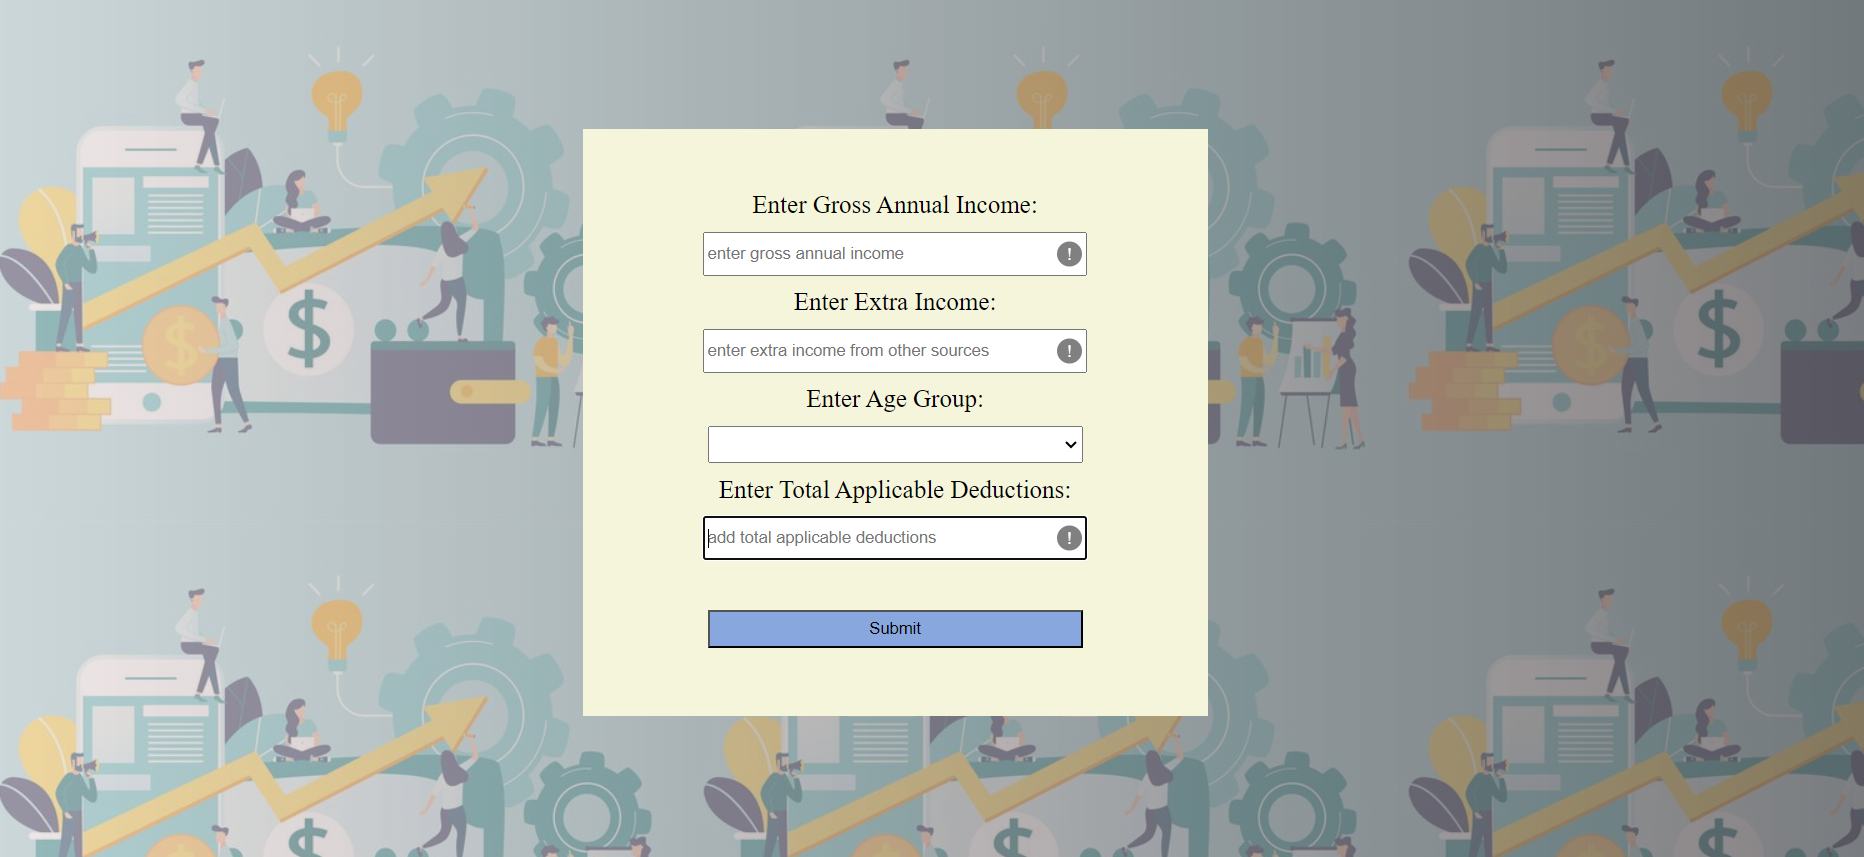 Enter Gross Annual Income:
enter gross annual income
!
Enter Extra Income:
enter extra income from other sources
!
Enter Age Group:
Enter Total Applicable Deductions:
add total applicable deductions
!
Submit